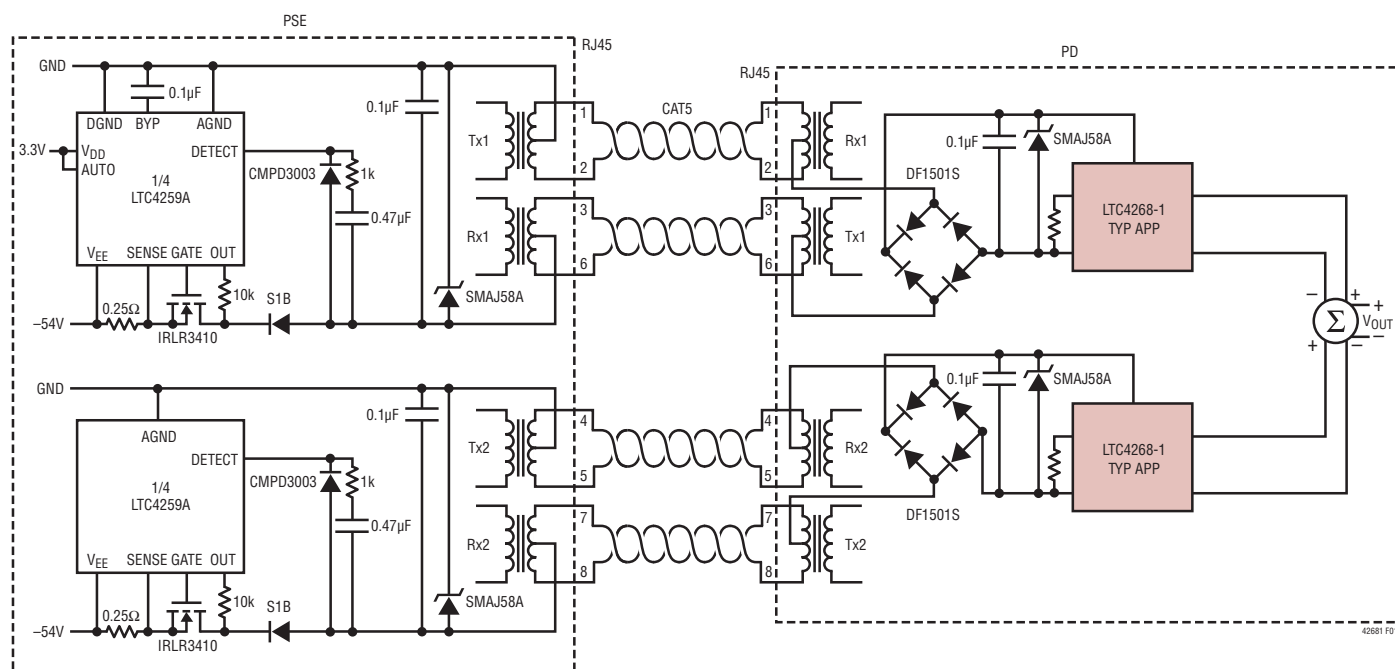 PSE
RJ45
PD
GND
RJ45
0.1µF
0.1µF
CAT5
DGND BYP AGND
1 1
Tx1 Rx1
0.1µF
SMAJ58A
3.3V
VDD
AUTO
DETECT
CMPD3003
1k
2 2
DF1501S
1/4
LTC4259A
0.47µF
3 3
Rx1 Tx1
LTC4268-1
TYP APP
VEE SENSE GATE OUT
6 6
10k
S1B
SMAJ58A
0.25Ω
–54V
IRLR3410
– +
Σ
+
VOUT
–
+ –
GND
0.1µF
AGND
4 4
Tx2 Rx2
0.1µF
SMAJ58A
DETECT
CMPD3003
1k
5 5
1/4
LTC4259A
LTC4268-1
TYP APP
0.47µF
7 7
DF1501S
Rx2 Tx2
VEE SENSE GATE OUT
8 8
10k
S1B
SMAJ58A
0.25Ω
–54V
IRLR3410
42681 F01